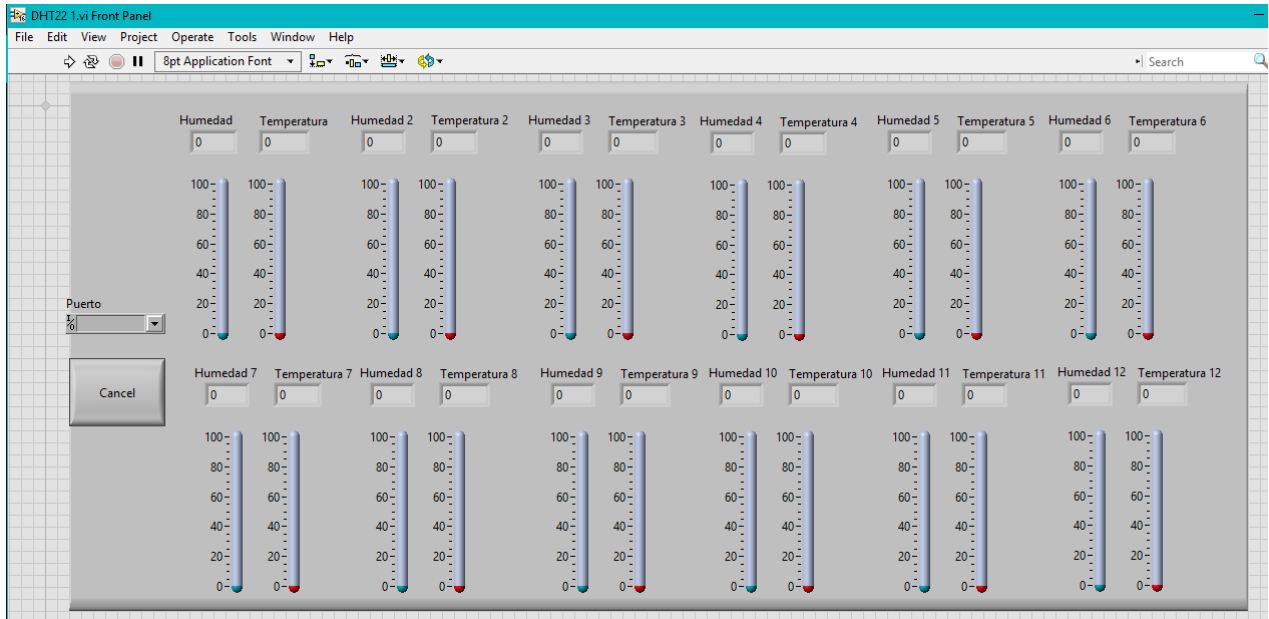 DHT22 1.vi Front Panel
File Edit View Project Operate Tools Window Help
8pt Application Font
Search
Humedad Temperatura Humedad 2 Temperatura 2 Humedad 3 Temperatura 3 Humedad 4 Temperatura 4 Humedad 5 Temperatura 5 Humedad 6 Temperatura 6
0 0 0 0 0 0 0 0 0 0 0 0
100 100 100 100 100 100 100 100 100 100 100 100
80 80 80 80 80 80 80 80 80 80 80 80
60 60 60 60 60 60 60 60 60 60 60 60
40 40 40 40 40 40 40 40 40 40 40 40
Puerto
20 20 20 20 20 20 20 20 20 20 20 20
0 0 0 0 0 0 0 0 0 0 0 0
Humedad 7 Temperatura 7 Humedad 8 Temperatura 8 Humedad 9 Temperatura 9 Humedad 10 Temperatura 10 Humedad 11 Temperatura 11 Humedad 12 Temperatura 12
Cancel
0 0 0 0 0 0 0 0 0 0 0 0
100 100 100 100 100 100 100 100 100 100 100 100
80 80 80 80 80 80 80 80 80 80 80 80
60 60 60 60 60 60 60 60 60 60 60 60
40 40 40 40 40 40 40 40 40 40 40 40
20 20 20 20 20 20 20 20 20 20 20 20
0 0 0 0 0 0 0 0 0 0 0 0